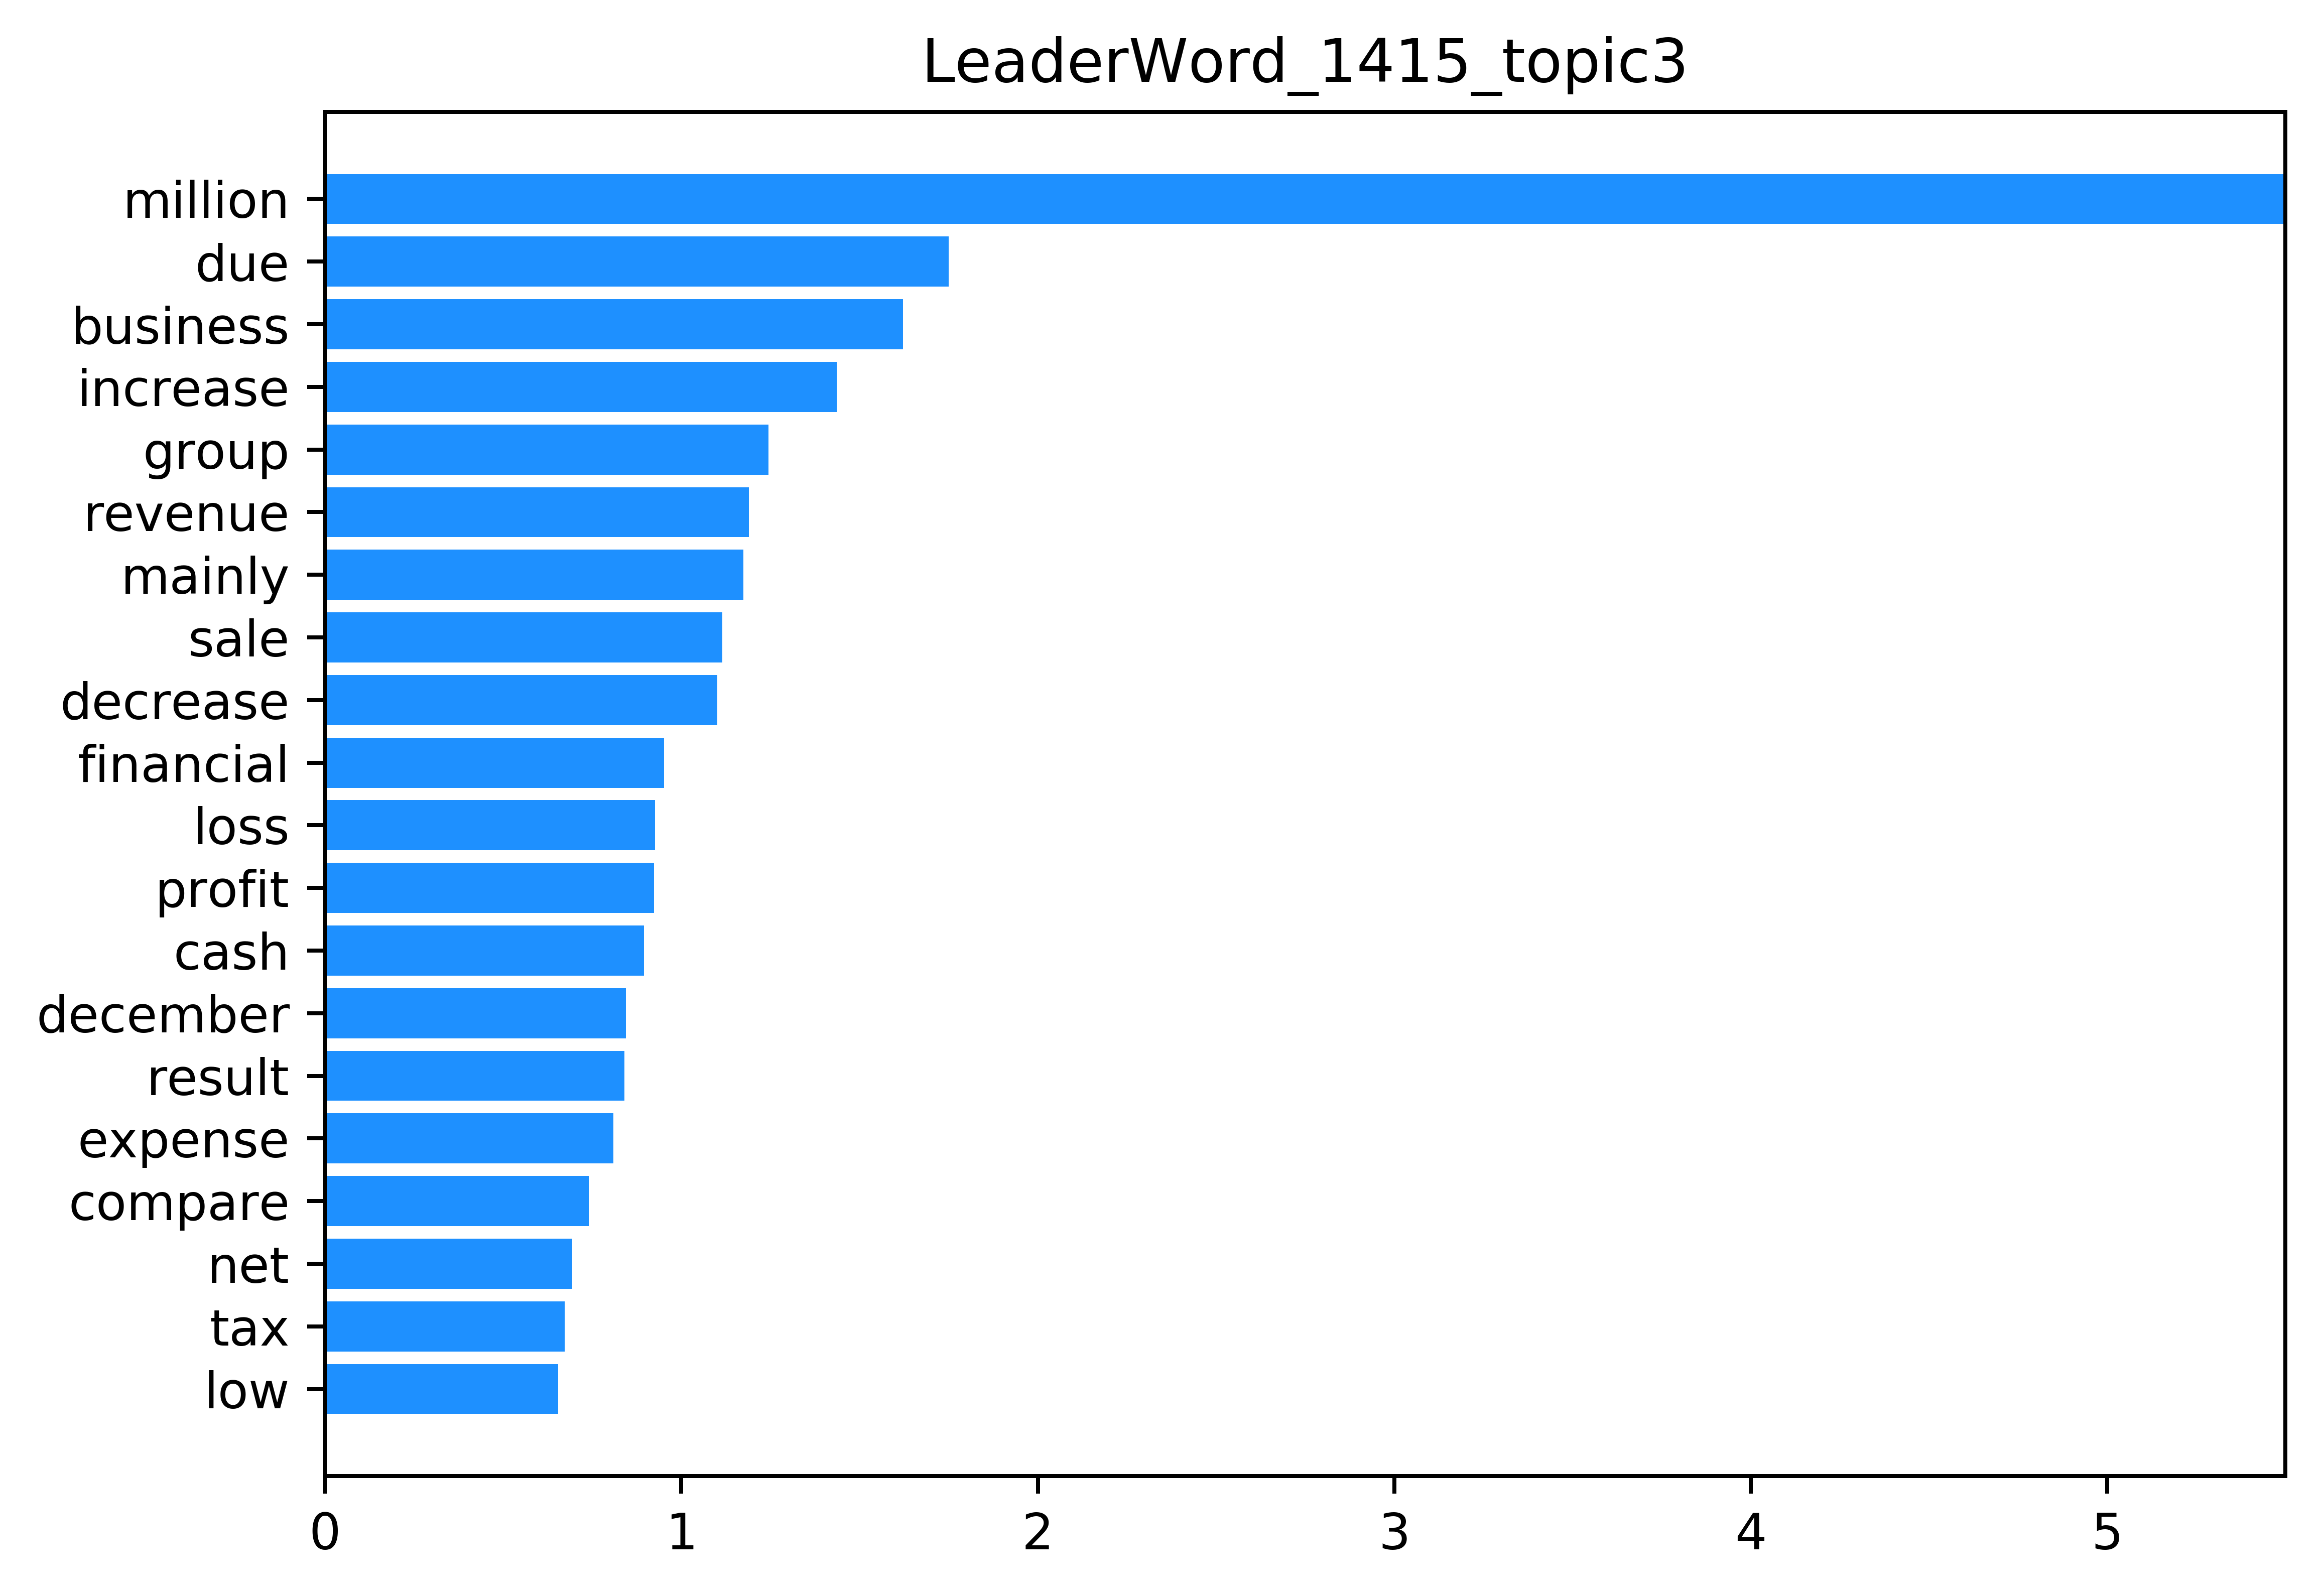 LeaderWord_1415_topic3
million
due
business
increase
group
revenue
mainly
sale
decrease
financial
loss
profit
cash
december
result
expense
compare
net
tax
low
0 1 2 3 4 5